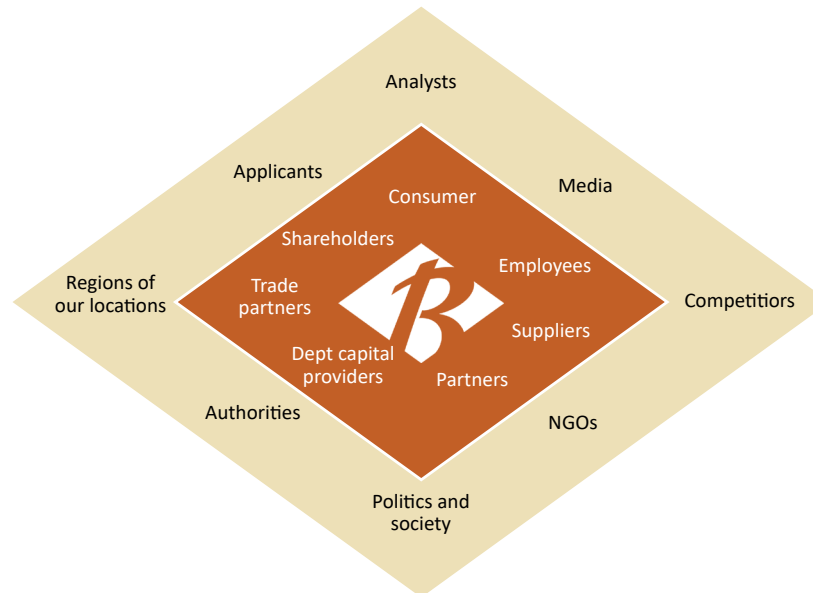 Analysts
Applicants
Media
Consumer
Shareholders
Employees
Regions of
our locations
Trade
partners
Competitiors
Suppliers
Dept capital
providers
Partners
Authorities
NGOs
Politics and
society
B